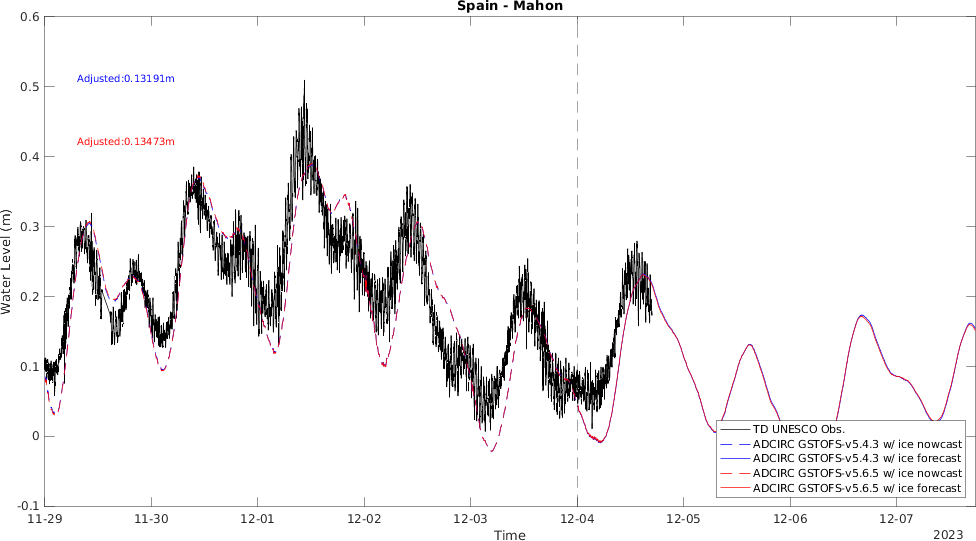 Spain - Mahon
0.6
0.5
0.4
0.3
0.2
0.1
0
-0.1
Water Level (m)
Adjusted:0.13191m
Adjusted:0.13473m
TD UNESCO Obs.
ADCIRC GSTOFS-v5.4.3 w/ ice nowcast
ADCIRC GSTOFS-v5.4.3 w/ ice forecast
ADCIRC GSTOFS-v5.6.5 w/ ice nowcast
ADCIRC GSTOFS-v5.6.5 w/ ice forecast
11-29 11-30 12-01 12-02 12-03 12-04 12-05 12-06 12-07
Time
2023